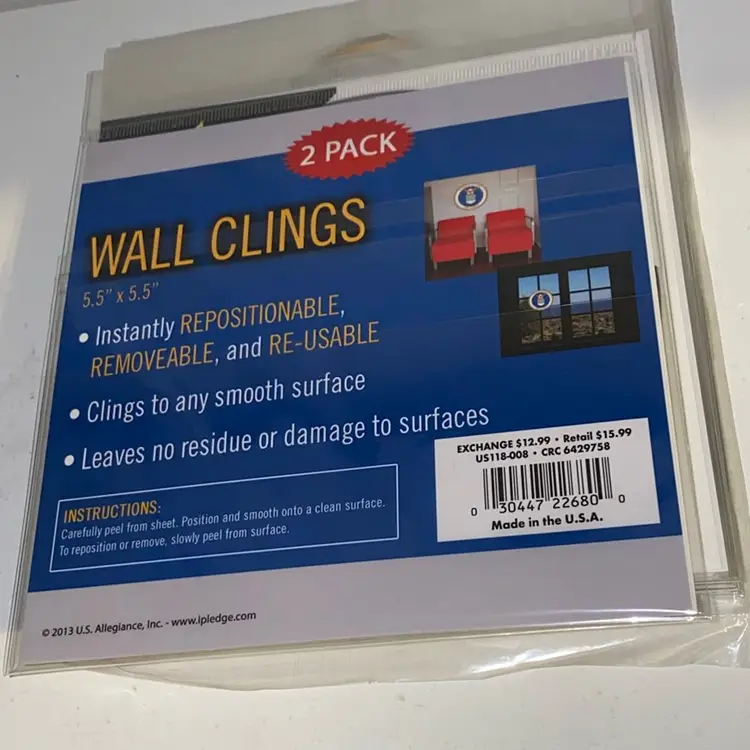 2 PACK
WALL CLINGS
5.5" x 5.5"
• Instantly REPOSITIONABLE,
REMOVEABLE, and RE-USABLE
• Clings to any smooth surface
• Leaves no residue or damage to surfaces
INSTRUCTIONS:
Carefully peel from sheet. Position and smooth onto a clean surface.
To reposition or remove, slowly peel from surface.
EXCHANGE $12.99 • Retail $15.99
US118-008 • CRC 6429758
0 30447 22680 0
Made in the U.S.A.
© 2013 U.S. Allegiance, Inc. - www.ipledge.com